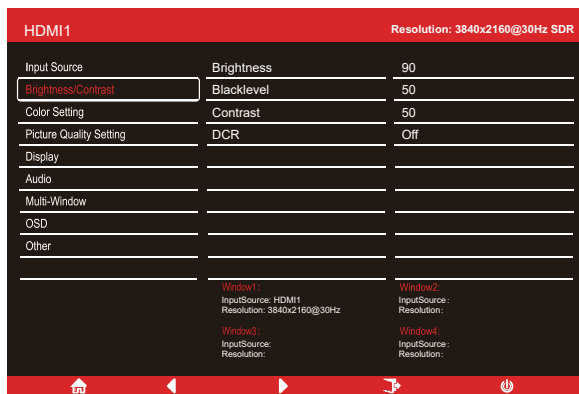 HDMI1 Resolution: 3840x2160@30Hz SDR
Input Source Brightness 90
Brightness/Contrast Blacklevel 50
Color Setting Contrast 50
Picture Quality Setting DCR Off
Display
Audio
Multi-Window
OSD
Other
Window1: Window2:
InputSource: HDMI1 InputSource:
Resolution: 3840x2160@30Hz Resolution:
Window3: Window4:
InputSource: InputSource:
Resolution: Resolution: